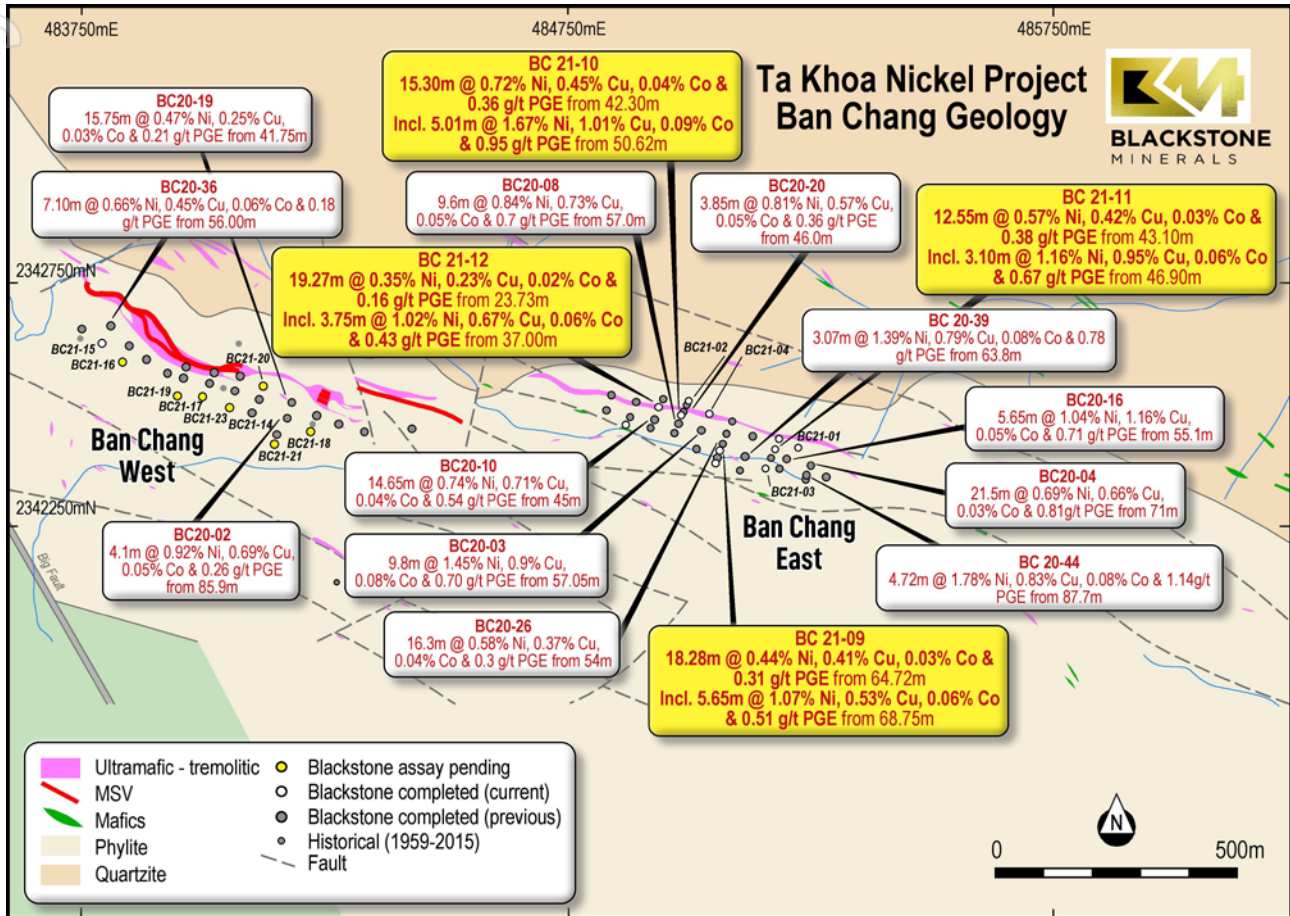 483750mE
484750mE
485750mE
Ta Khoa Nickel Project
Ban Chang Geology
BLACKSTONE
MINERALS
BC 21-10
15.30m @ 0.72% Ni, 0.45% Cu, 0.04% Co &
0.36 g/t PGE from 42.30m
Incl. 5.01m @ 1.67% Ni, 1.01% Cu, 0.09% Co
& 0.95 g/t PGE from 50.62m
BC20-19
15.75m @ 0.47% Ni, 0.25% Cu,
0.03% Co & 0.21 g/t PGE from 41.75m
BC20-36
7.10m @ 0.66% Ni, 0.45% Cu, 0.06% Co & 0.18
g/t PGE from 56.00m
BC20-08
9.6m @ 0.84% Ni, 0.73% Cu,
0.05% Co & 0.7 g/t PGE from 57.0m
BC20-20
3.85m @ 0.81% Ni, 0.57% Cu,
0.05% Co & 0.36 g/t PGE
from 46.0m
BC 21-11
12.55m @ 0.57% Ni, 0.42% Cu, 0.03% Co &
0.38 g/t PGE from 43.10m
Incl. 3.10m @ 1.16% Ni, 0.95% Cu, 0.06% Co
& 0.67 g/t PGE from 46.90m
2342750mN
BC 21-12
19.27m @ 0.35% Ni, 0.23% Cu, 0.02% Co &
0.16 g/t PGE from 23.73m
Incl. 3.75m @ 1.02% Ni, 0.67% Cu, 0.06% Co
& 0.43 g/t PGE from 37.00m
BC 20-39
3.07m @ 1.39% Ni, 0.79% Cu, 0.08% Co & 0.78
g/t PGE from 63.8m
BC21-15
BC21-16
BC21-20
BC21-19
BC21-17
BC21-23
BC21-14
BC21-18
BC21-21
BC21-02
BC21-04
BC21-01
BC21-03
Ban Chang
West
BC20-16
5.65m @ 1.04% Ni, 1.16% Cu,
0.05% Co & 0.71 g/t PGE from 55.1m
BC20-10
14.65m @ 0.74% Ni, 0.71% Cu,
0.04% Co & 0.54 g/t PGE from 45m
BC20-04
21.5m @ 0.69% Ni, 0.66% Cu,
0.03% Co & 0.81g/t PGE from 71m
2342250mN
Ban Chang
East
BC20-02
4.1m @ 0.92% Ni, 0.69% Cu,
0.05% Co & 0.26 g/t PGE
from 85.9m
BC20-03
9.8m @ 1.45% Ni, 0.9% Cu,
0.08% Co & 0.70 g/t PGE from 57.05m
BC 20-44
4.72m @ 1.78% Ni, 0.83% Cu, 0.08% Co & 1.14g/t
PGE from 87.7m
Big Fault
BC20-26
16.3m @ 0.58% Ni, 0.37% Cu,
0.04% Co & 0.3 g/t PGE from 54m
BC 21-09
18.28m @ 0.44% Ni, 0.41% Cu, 0.03% Co &
0.31 g/t PGE from 64.72m
Incl. 5.65m @ 1.07% Ni, 0.53% Cu, 0.06% Co
& 0.51 g/t PGE from 68.75m
Ultramafic - tremolitic
MSV
Mafics
Phylite
Quartzite
Blackstone assay pending
Blackstone completed (current)
Blackstone completed (previous)
Historical (1959-2015)
Fault
N
0 500m